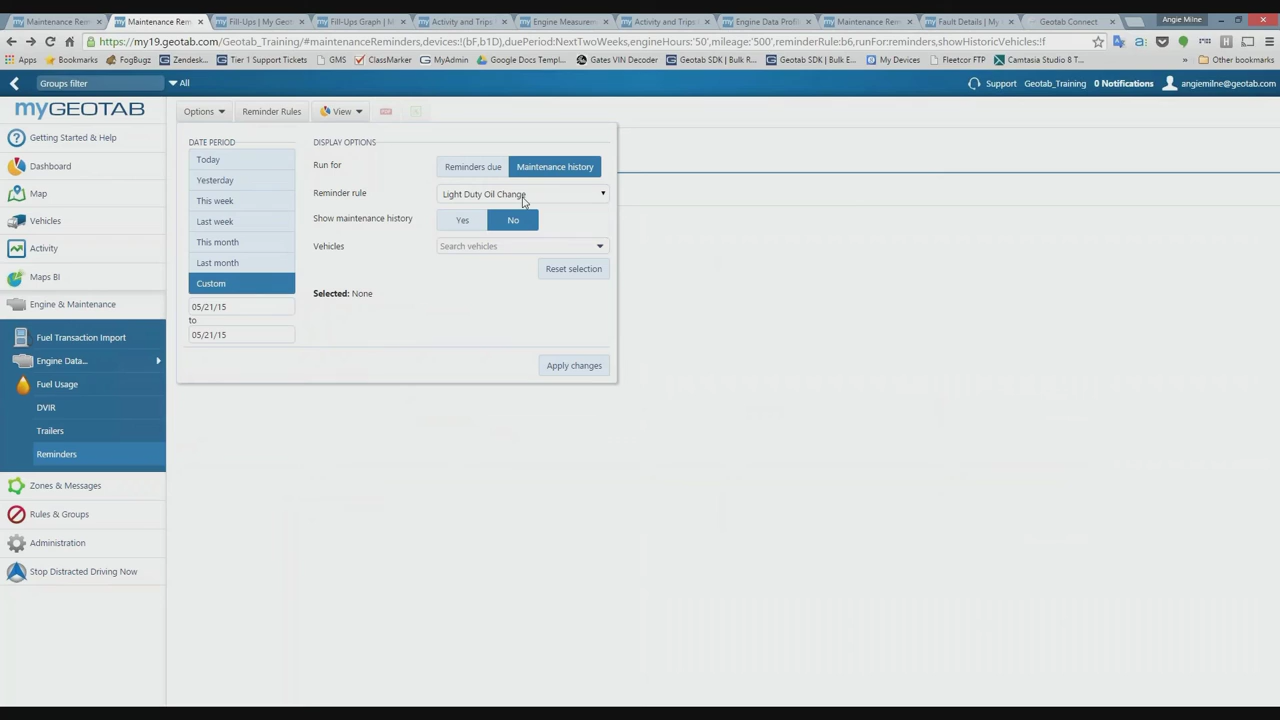 Maintenance Rem
Maintenance Rem
Fill-Ups | My Geot
Fill-Ups Graph | M
Activity and Trips
Engine Measurem
Activity and Trips
Engine Data Profi
Maintenance Rem
Fault Details | My
Geotab Connect
Angie Milne
https://my19.geotab.com/Geotab_Training/#maintenanceReminders,devices:!(bF,b1D),duePeriod:NextTwoWeeks,engineHours:'50',mileage:'500',reminderRule:b6,runFor:reminders,showHistoricVehicles:!f
Apps
Bookmarks
FogBugz
Zendesk...
Tier 1 Support Tickets
GMS
ClassMarker
MyAdmin
Google Docs Templ...
Gates VIN Decoder
Geotab SDK | Bulk R...
Geotab SDK | Bulk E...
My Devices
Fleetcor FTP
Camtasia Studio & T...
Other bookmarks
Groups filter
All
Support
Geotab_Training
0 Notifications
angiemilne@geotab.com
myGEOTAB
Options
Reminder Rules
View
Getting Started & Help
Dashboard
Map
Vehicles
Activity
Maps BI
Engine & Maintenance
Fuel Transaction Import
Engine Data...
Fuel Usage
DVIR
Trailers
Reminders
Zones & Messages
Rules & Groups
Administration
Stop Distracted Driving Now
DATE PERIOD
Today
Yesterday
This week
Last week
This month
Last month
Custom
05/21/15
to
05/21/15
DISPLAY OPTIONS
Run for
Reminders due
Maintenance history
Reminder rule
Light Duty Oil Change
Show maintenance history
Yes
No
Vehicles
Search vehicles
Reset selection
Selected: None
Apply changes